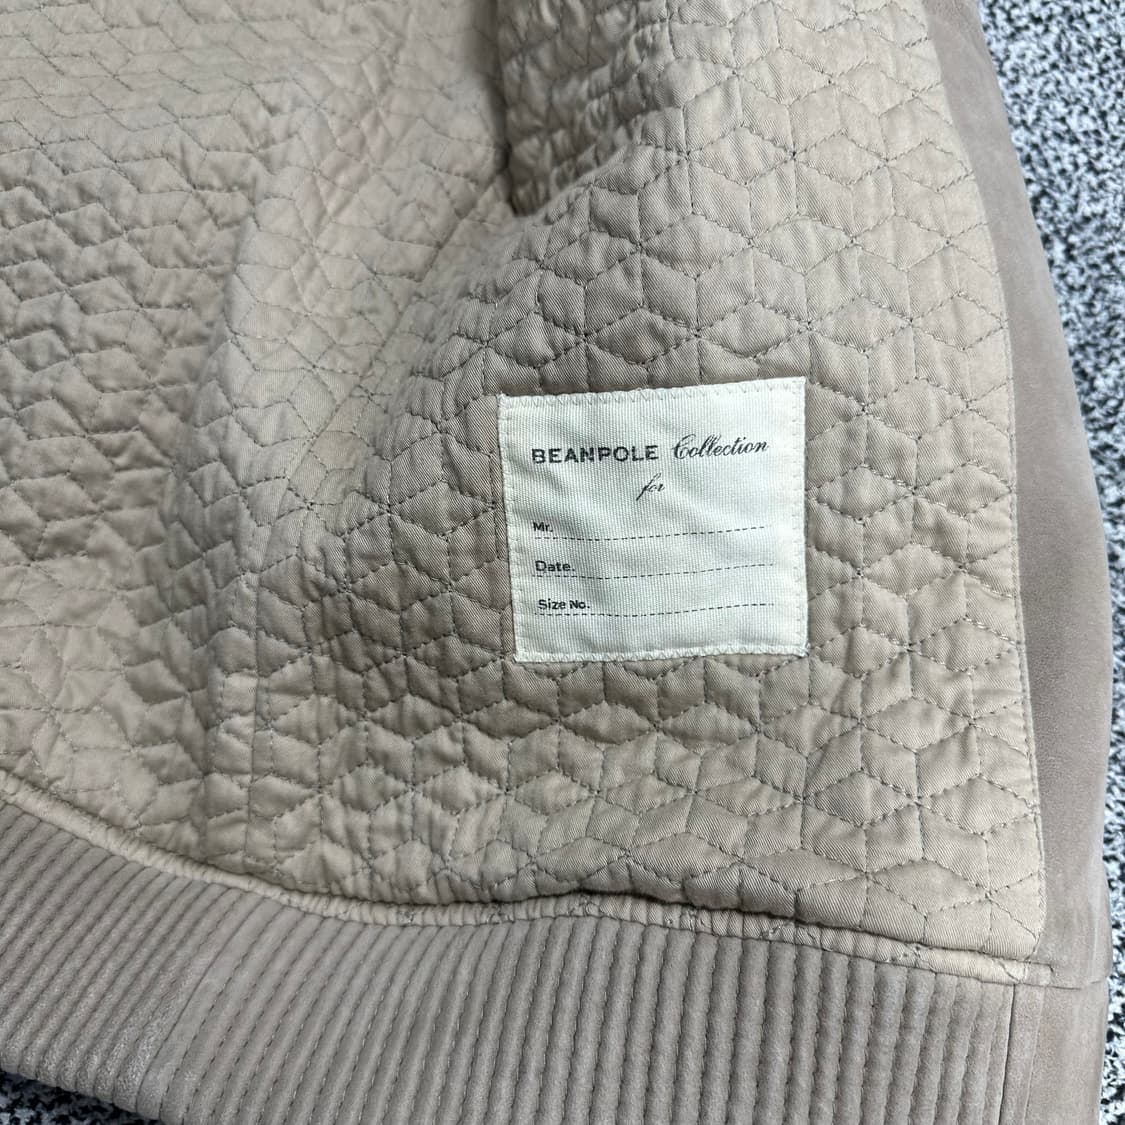 BEANPOLE Collection
for
Mr.
Date.
Size No.